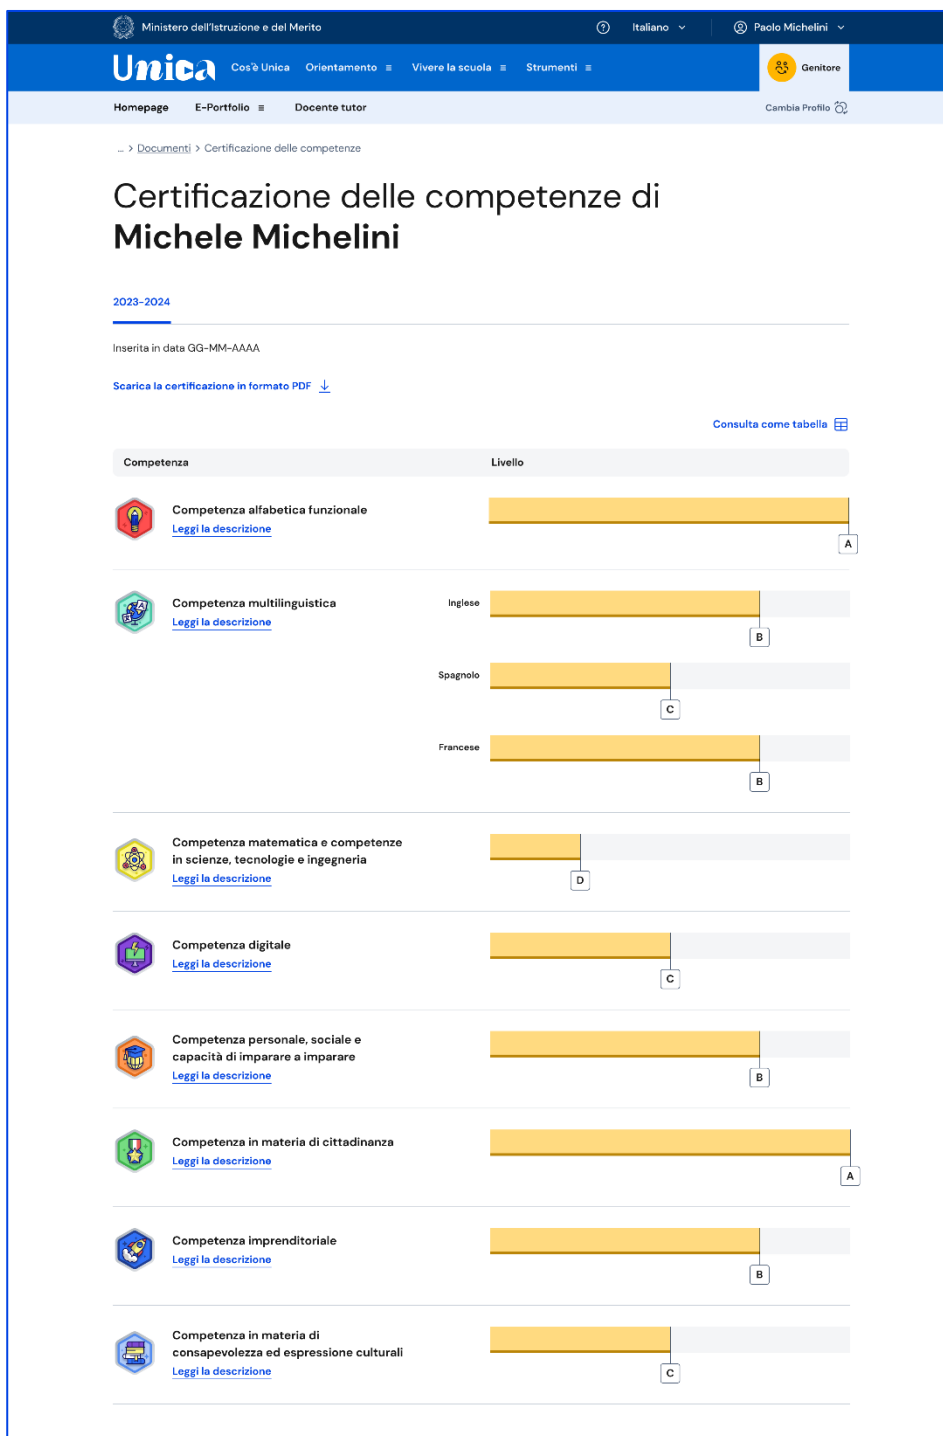 Ministero dell'Istruzione e del Merito
Italiano
Paolo Michelini
Unica
Cos'è Unica
Orientamento
Vivere la scuola
Strumenti
Genitore
Homepage
E-Portfolio
Docente tutor
Cambia Profilo
... > Documenti > Certificazione delle competenze
Certificazione delle competenze di
Michele Michelini
2023-2024
Inserita in data GG-MM-AAAA
Scarica la certificazione in formato PDF
Consulta come tabella
Competenza
Livello
Competenza alfabetica funzionale
Leggi la descrizione
A
Competenza multilinguistica
Leggi la descrizione
Inglese
B
Spagnolo
C
Francese
B
Competenza matematica e competenze
in scienze, tecnologie e ingegneria
Leggi la descrizione
D
Competenza digitale
Leggi la descrizione
C
Competenza personale, sociale e
capacità di imparare a imparare
Leggi la descrizione
B
Competenza in materia di cittadinanza
Leggi la descrizione
A
Competenza imprenditoriale
Leggi la descrizione
B
Competenza in materia di
consapevolezza ed espressione culturali
Leggi la descrizione
C